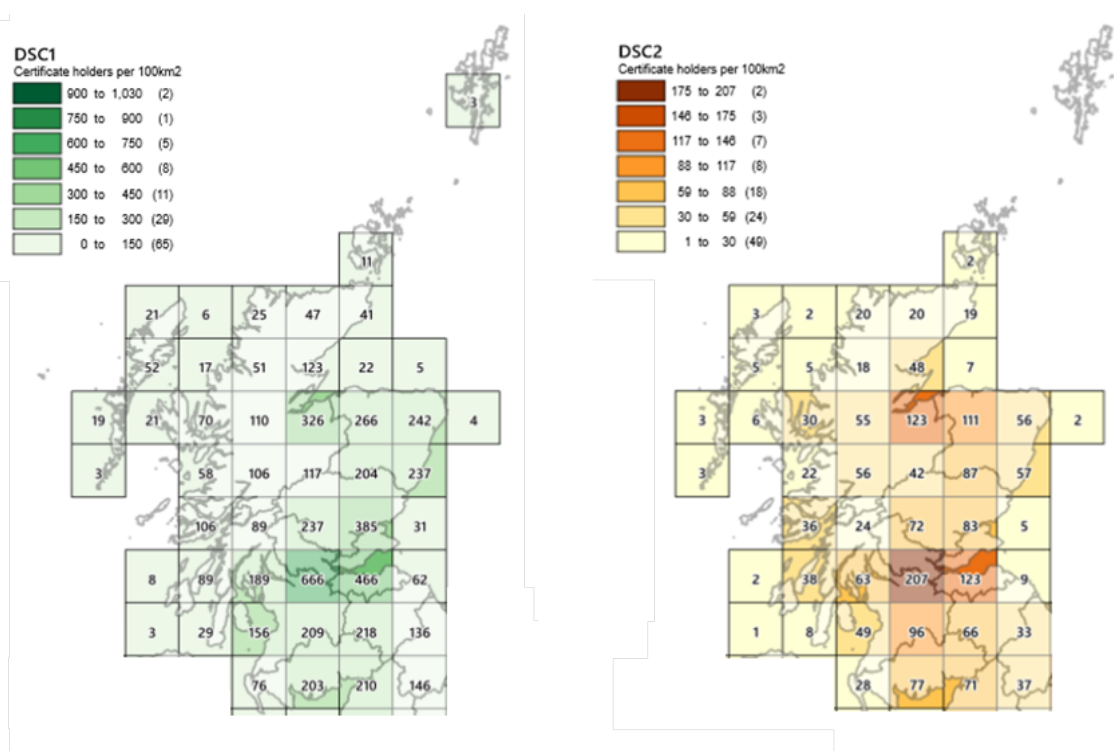 DSC1
Certificate holders per 100km2
900 to 1,030 (2)
750 to 900 (1)
600 to 750 (5)
450 to 600 (8)
300 to 450 (11)
150 to 300 (29)
0 to 150 (65)
3
11
21 6 25 47 41
52 17 51 123 22 5
19 21 70 110 326 266 242 4
3 58 106 117 204 237
106 89 237 385 31
8 89 189 666 466 62
3 29 156 209 218 136
76 203 210 146
DSC2
Certificate holders per 100km2
175 to 207 (2)
146 to 175 (3)
117 to 146 (7)
88 to 117 (8)
59 to 88 (18)
30 to 59 (24)
1 to 30 (49)
2
3 2 20 20 19
5 5 18 48 7
3 6 30 55 123 111 56 2
3 22 56 42 87 57
36 24 72 83 5
2 38 63 207 123 9
1 8 49 96 66 33
28 77 71 37